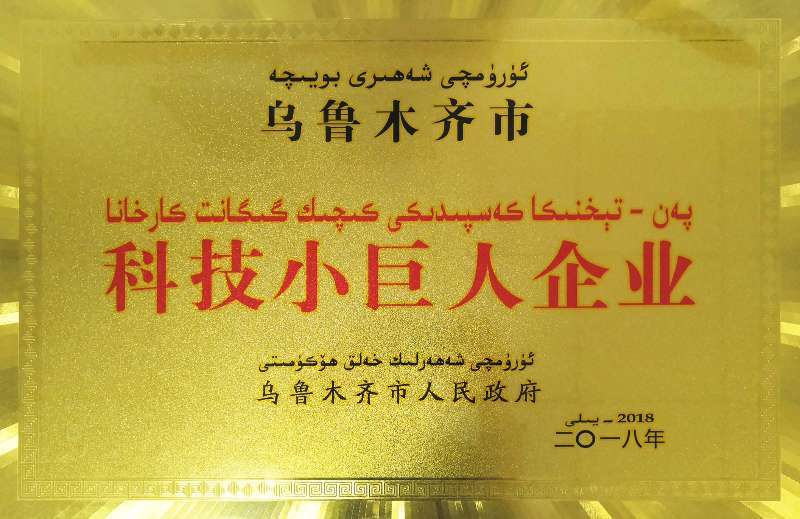 ئۈرۈمچى شەھىرى بويىچە
乌鲁木齐市
پەن - تېخنىكا كەسپىدىكى كىچىك گىگانت كارخانا
科技小巨人企业
ئۈرۈمچى شەھەرلىك خەلق ھۆكۈمىتى
乌鲁木齐市人民政府
2018 - يىلى
二〇一八年